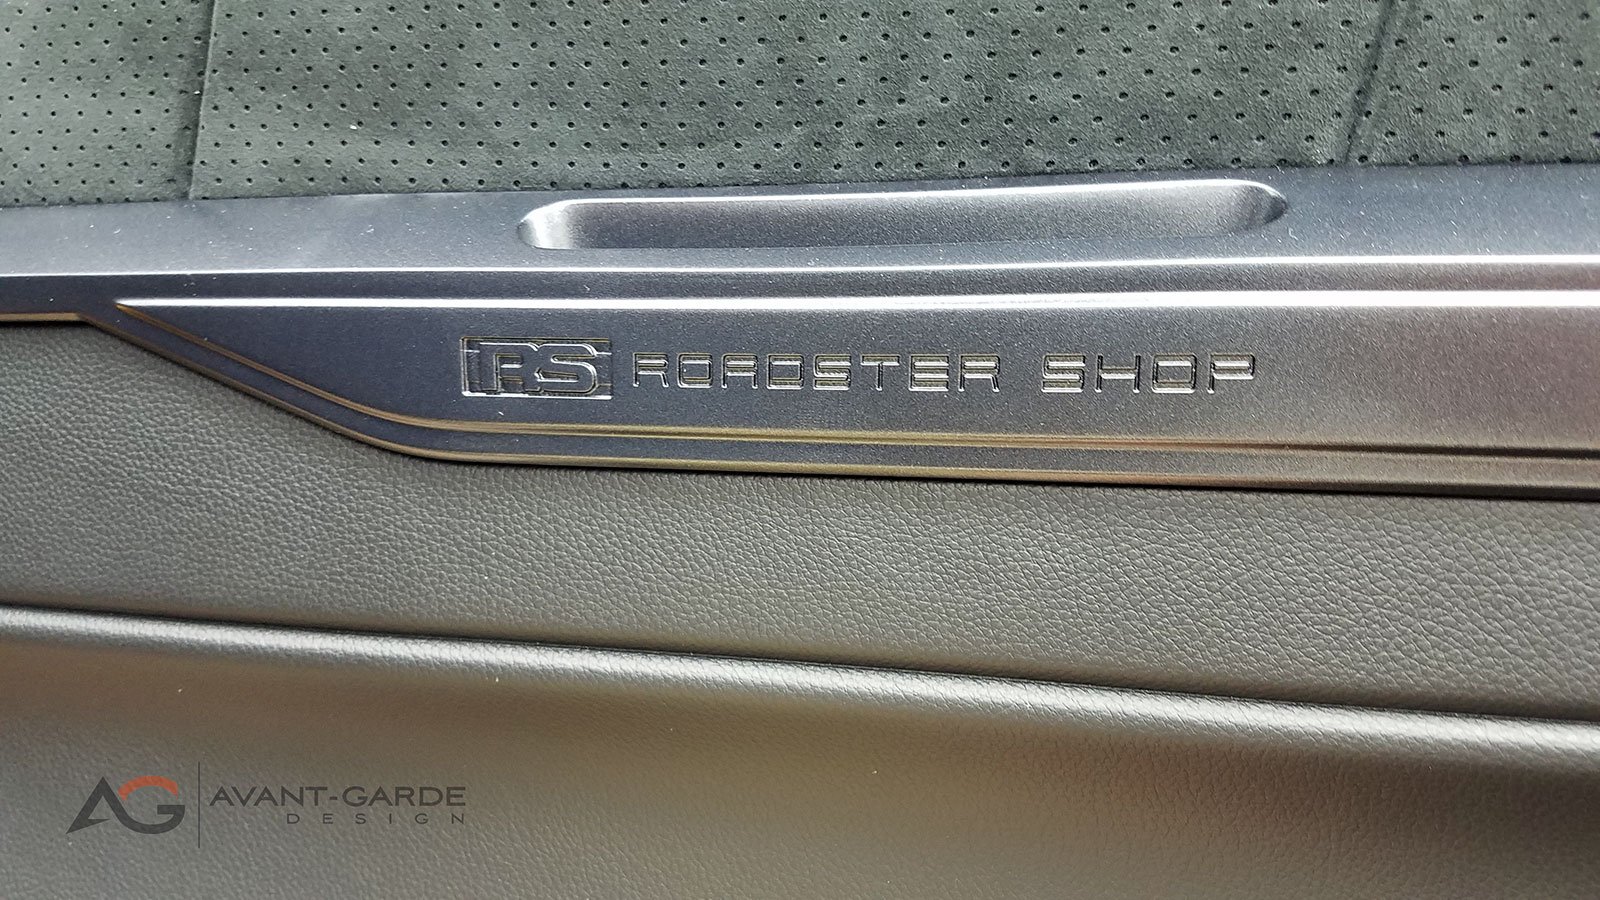 RS ROADSTER SHOP
AG AVANT-GARDE
DESIGN